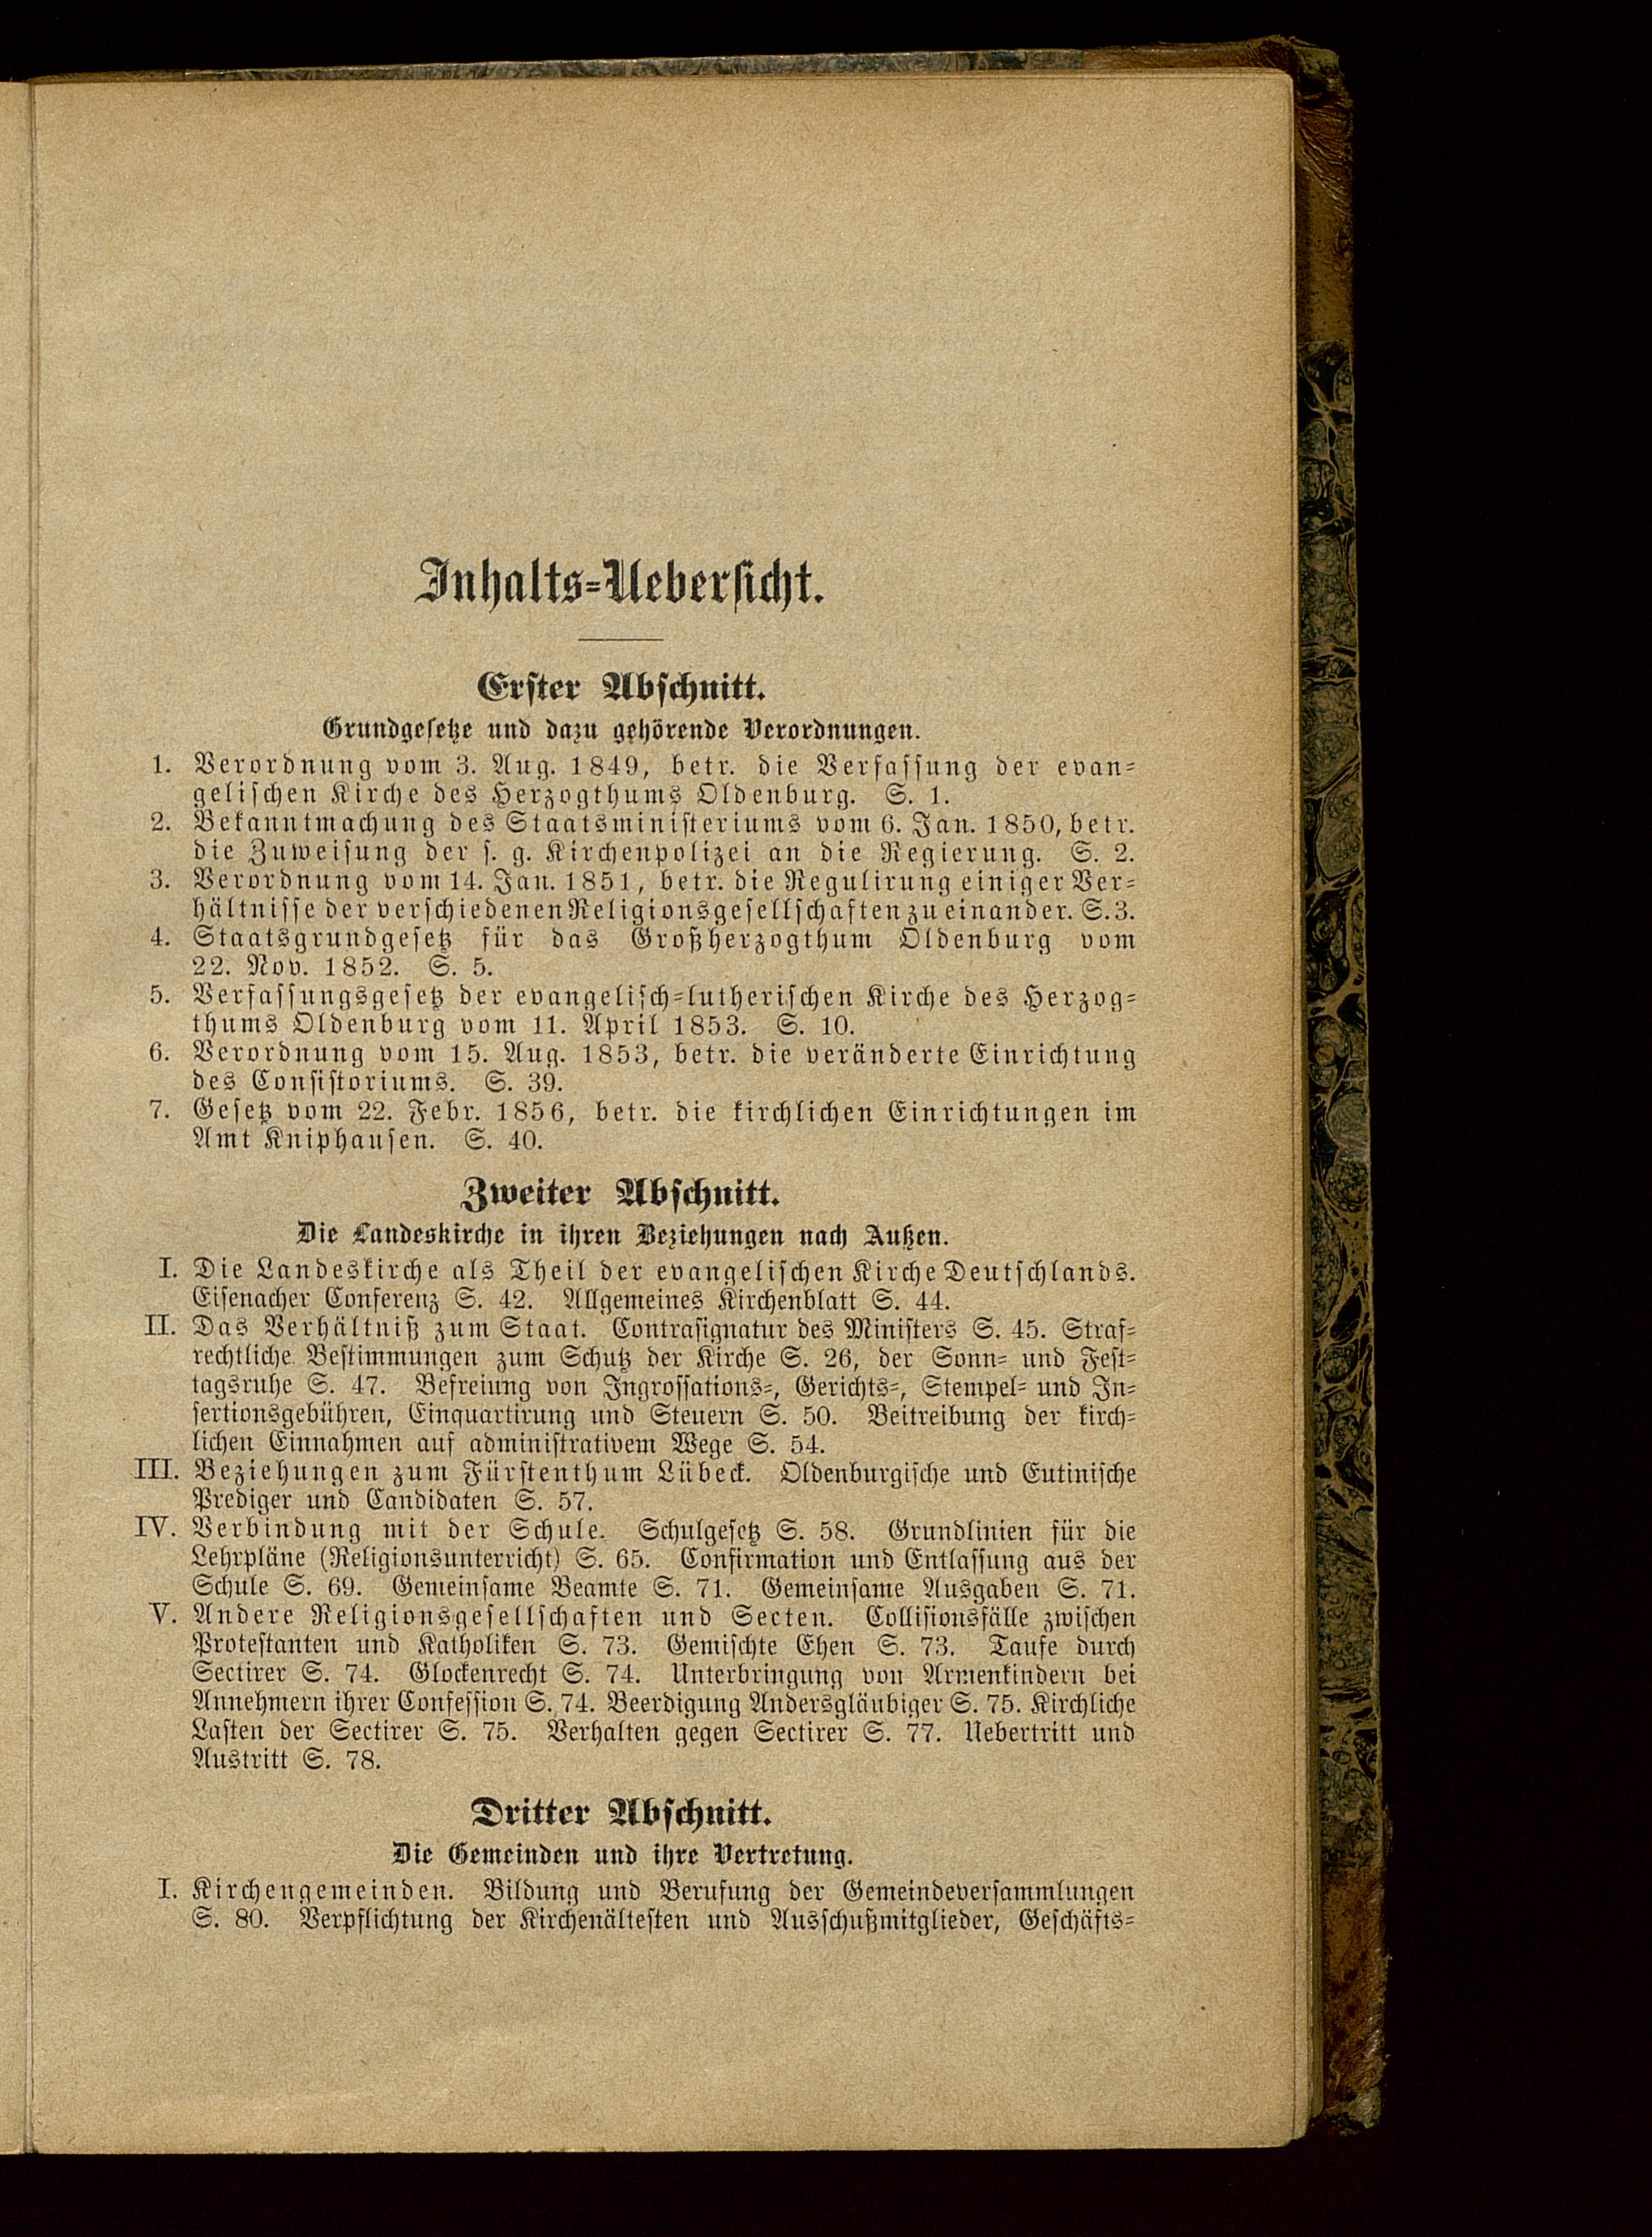 Inhalts-Uebersicht.
Erster Abschnitt.
Grundgesetze und dazu gehörende Verordnungen.
1. Verordnung vom 3. Aug. 1849, betr. die Verfassung der evan-
gelischen Kirche des Herzogthums Oldenburg. S. 1.
2. Bekanntmachung des Staatsministeriums vom 6. Jan. 1850, betr.
die Zuweisung der s. g. Kirchenpolizei an die Regierung. S. 2.
3. Verordnung vom 14. Jan. 1851, betr. die Regulirung einiger Ver-
hältnisse der verschiedenen Religionsgesellschaften zu einander. S. 3.
4. Staatsgrundgesetz für das Großherzogthum Oldenburg vom
22. Nov. 1852. S. 5.
5. Verfassungsgesetz der evangelisch-lutherischen Kirche des Herzog-
thums Oldenburg vom 11. April 1853. S. 10.
6. Verordnung vom 15. Aug. 1853, betr. die veränderte Einrichtung
des Consistoriums. S. 39.
7. Gesetz vom 22. Febr. 1856, betr. die kirchlichen Einrichtungen im
Amt Kniphausen. S. 40.
Zweiter Abschnitt.
Die Landeskirche in ihren Beziehungen nach Außen.
I. Die Landeskirche als Theil der evangelischen Kirche Deutschlands.
Eisenacher Conferenz S. 42. Allgemeines Kirchenblatt S. 44.
II. Das Verhältniß zum Staat. Contrasignatur des Ministers S. 45. Straf-
rechtliche Bestimmungen zum Schutz der Kirche S. 26, der Sonn- und Fest-
tagsruhe S. 47. Befreiung von Ingrossations-, Gerichts-, Stempel- und In-
sertionsgebühren, Einquartirung und Steuern S. 50. Beitreibung der kirch-
lichen Einnahmen auf administrativem Wege S. 54.
III. Beziehungen zum Fürstenthum Lübeck. Oldenburgische und Eutinische
Prediger und Candidaten S. 57.
IV. Verbindung mit der Schule. Schulgesetz S. 58. Grundlinien für die
Lehrpläne (Religionsunterricht) S. 65. Confirmation und Entlassung aus der
Schule S. 69. Gemeinsame Beamte S. 71. Gemeinsame Ausgaben S. 71.
V. Andere Religionsgesellschaften und Secten. Collisionsfälle zwischen
Protestanten und Katholiken S. 73. Gemischte Ehen S. 73. Taufe durch
Sectirer S. 74. Glockenrecht S. 74. Unterbringung von Armenkindern bei
Annehmern ihrer Confession S. 74. Beerdigung Andersgläubiger S. 75. Kirchliche
Lasten der Sectirer S. 75. Verhalten gegen Sectirer S. 77. Uebertritt und
Austritt S. 78.
Dritter Abschnitt.
Die Gemeinden und ihre Vertretung.
I. Kirchengemeinden. Bildung und Berufung der Gemeindeversammlungen
S. 80. Verpflichtung der Kirchenältesten und Ausschußmitglieder, Geschäfts-